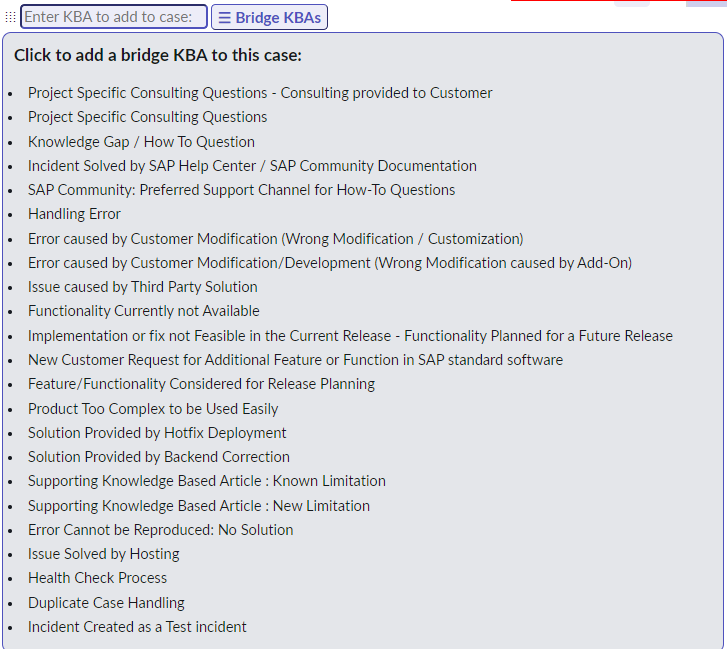 Enter KBA to add to case:
☰ Bridge KBAs
Click to add a bridge KBA to this case:
• Project Specific Consulting Questions - Consulting provided to Customer
• Project Specific Consulting Questions
• Knowledge Gap / How To Question
• Incident Solved by SAP Help Center / SAP Community Documentation
• SAP Community: Preferred Support Channel for How-To Questions
• Handling Error
• Error caused by Customer Modification (Wrong Modification / Customization)
• Error caused by Customer Modification/Development (Wrong Modification caused by Add-On)
• Issue caused by Third Party Solution
• Functionality Currently not Available
• Implementation or fix not Feasible in the Current Release - Functionality Planned for a Future Release
• New Customer Request for Additional Feature or Function in SAP standard software
• Feature/Functionality Considered for Release Planning
• Product Too Complex to be Used Easily
• Solution Provided by Hotfix Deployment
• Solution Provided by Backend Correction
• Supporting Knowledge Based Article : Known Limitation
• Supporting Knowledge Based Article : New Limitation
• Error Cannot be Reproduced: No Solution
• Issue Solved by Hosting
• Health Check Process
• Duplicate Case Handling
• Incident Created as a Test incident